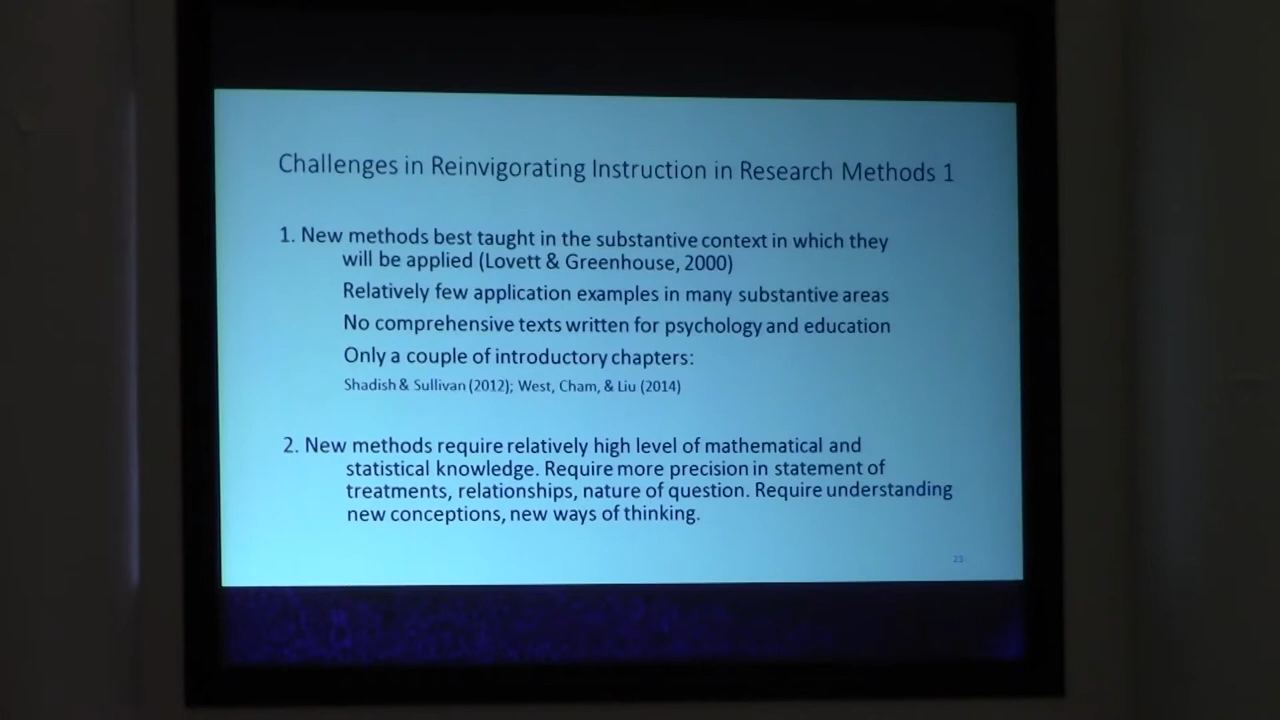 Challenges in Reinvigorating Instruction in Research Methods 1
1. New methods best taught in the substantive context in which they
will be applied (Lovett & Greenhouse, 2000)
Relatively few application examples in many substantive areas
No comprehensive texts written for psychology and education
Only a couple of introductory chapters:
Shadish & Sullivan (2012); West, Cham, & Liu (2014)
2. New methods require relatively high level of mathematical and
statistical knowledge. Require more precision in statement of
treatments, relationships, nature of question. Require understanding
new conceptions, new ways of thinking.
23